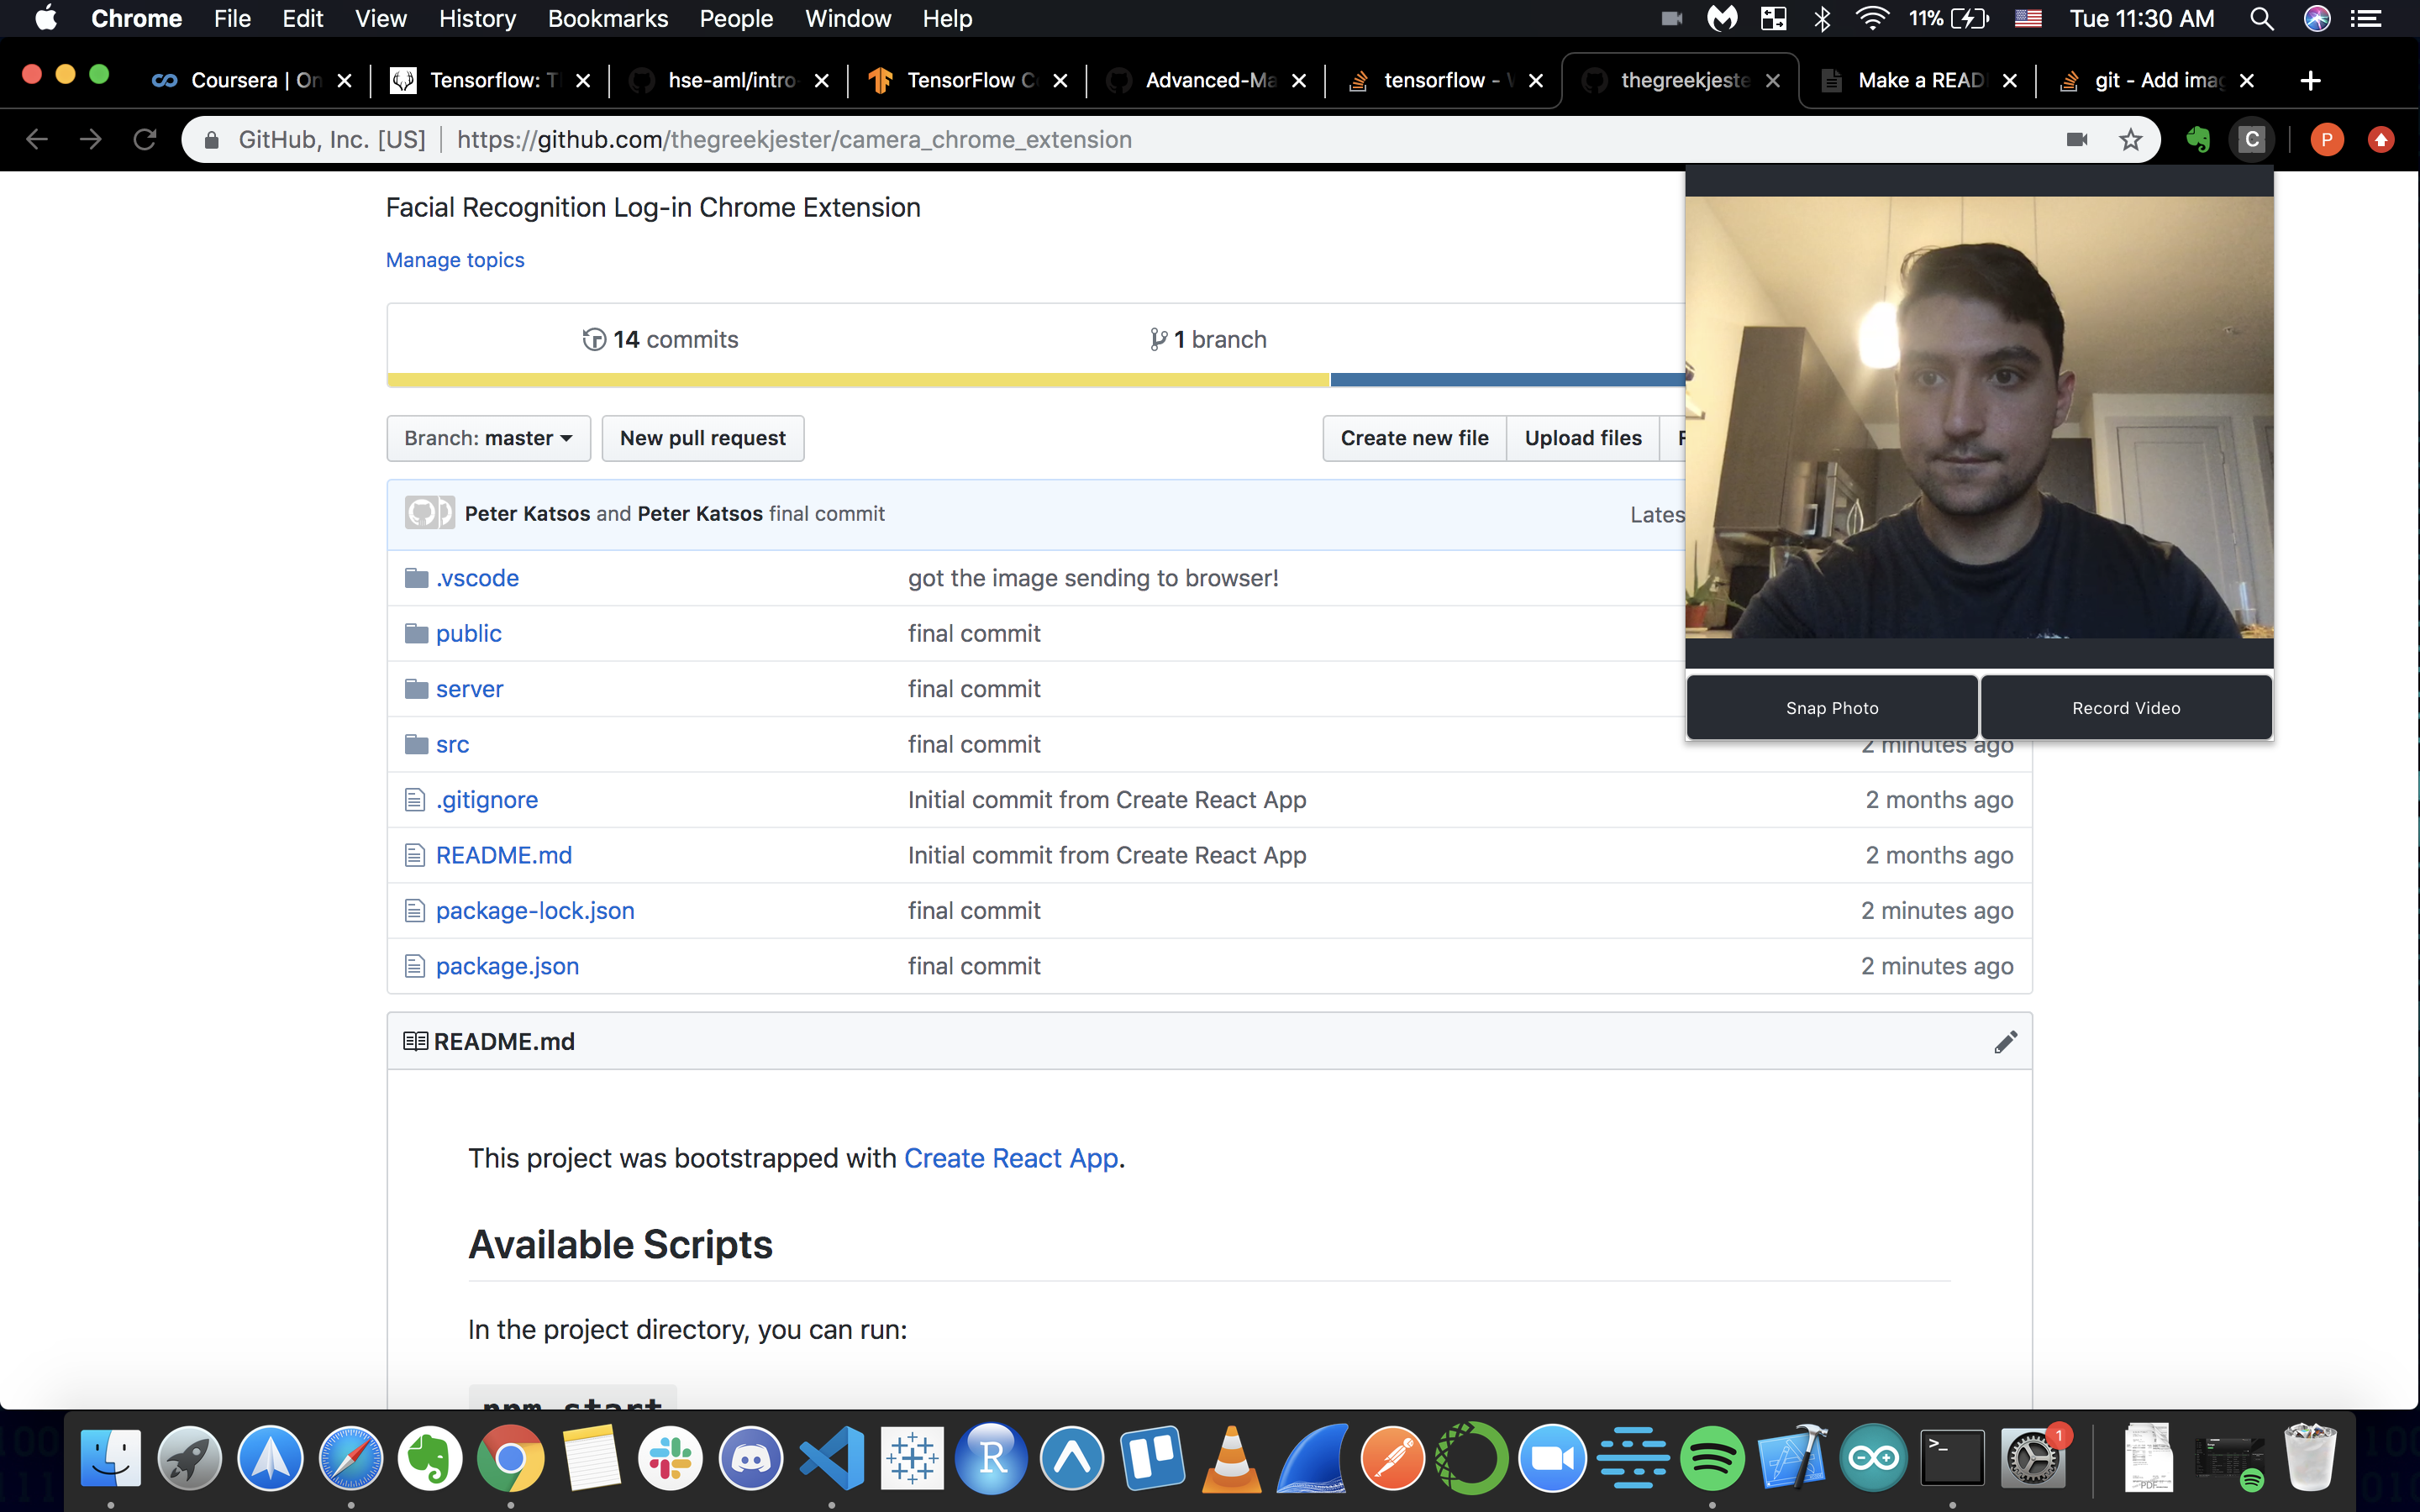 Chrome File Edit View History Bookmarks People Window Help 11% Tue 11:30 AM
Coursera | On Tensorflow: T hse-aml/intro TensorFlow C Advanced-Ma tensorflow - thegreekjeste Make a READ git - Add imag
GitHub, Inc. [US] https://github.com/thegreekjester/camera_chrome_extension C P
Facial Recognition Log-in Chrome Extension
Manage topics
14 commits 1 branch
Branch: master New pull request Create new file Upload files
Peter Katsos and Peter Katsos final commit Lates
.vscode got the image sending to browser!
public final commit
server final commit
Snap Photo Record Video
src final commit 2 minutes ago
.gitignore Initial commit from Create React App 2 months ago
README.md Initial commit from Create React App 2 months ago
package-lock.json final commit 2 minutes ago
package.json final commit 2 minutes ago
README.md
This project was bootstrapped with Create React App.
Available Scripts
In the project directory, you can run:
npm start
R >_ 1
PDF